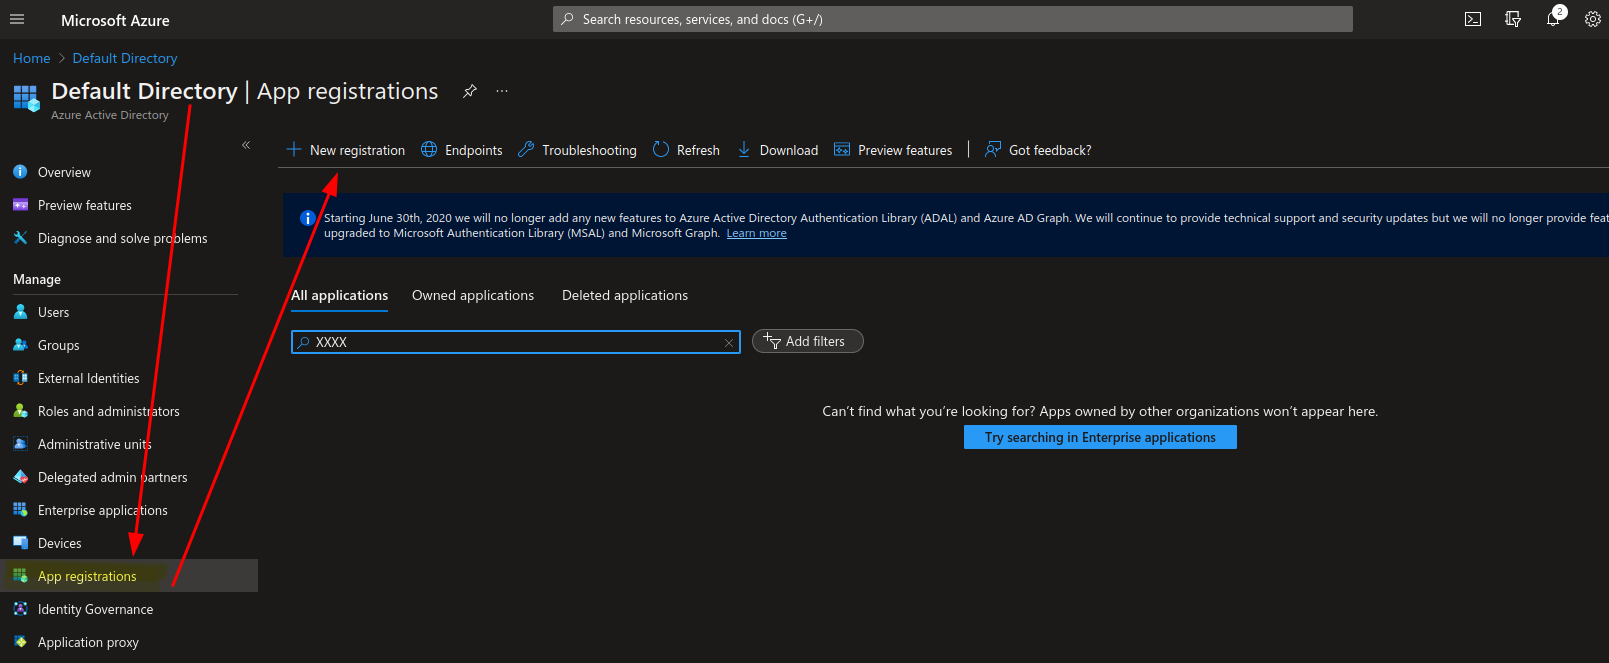 Microsoft Azure
Search resources, services, and docs (G+/)
2
Home > Default Directory
Default Directory | App registrations
Azure Active Directory
«
New registration
Endpoints
Troubleshooting
Refresh
Download
Preview features
Got feedback?
Overview
Preview features
Diagnose and solve problems
Manage
Users
Groups
External Identities
Roles and administrators
Administrative units
Delegated admin partners
Enterprise applications
Devices
App registrations
Identity Governance
Application proxy
Starting June 30th, 2020 we will no longer add any new features to Azure Active Directory Authentication Library (ADAL) and Azure AD Graph. We will continue to provide technical support and security updates but we will no longer provide feat
upgraded to Microsoft Authentication Library (MSAL) and Microsoft Graph. Learn more
All applications
Owned applications
Deleted applications
XXXX
Add filters
Can't find what you're looking for? Apps owned by other organizations won't appear here.
Try searching in Enterprise applications